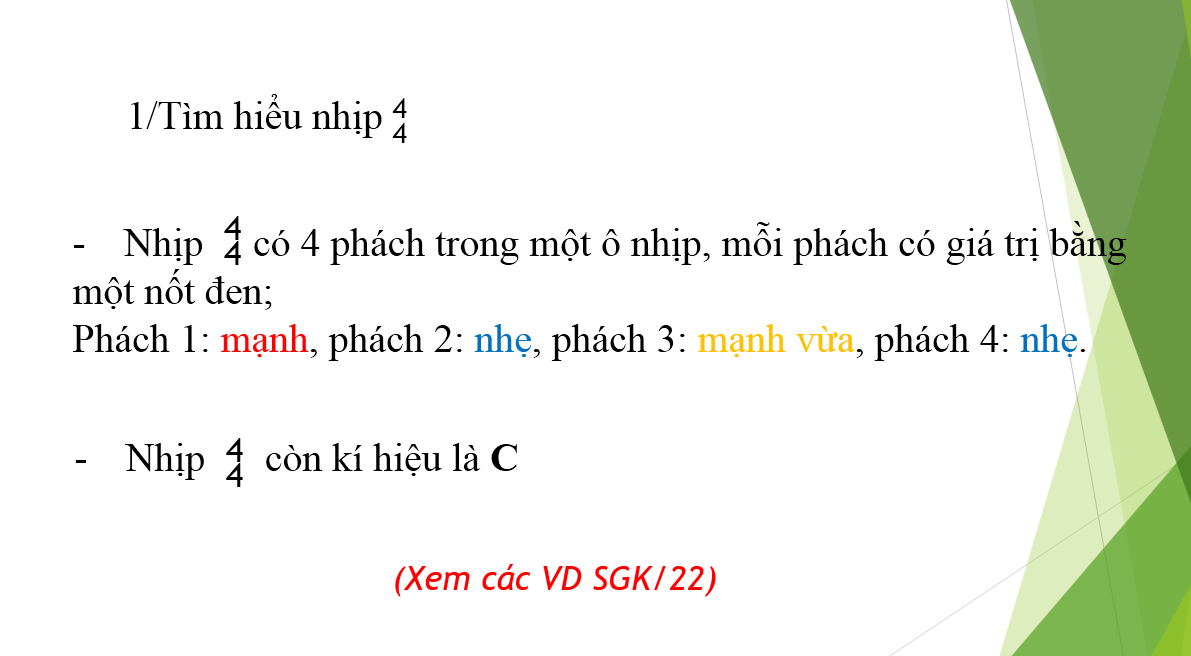 1/Tìm hiểu nhịp 4/4
- Nhịp 4/4 có 4 phách trong một ô nhịp, mỗi phách có giá trị bằng
một nốt đen;
Phách 1: mạnh, phách 2: nhẹ, phách 3: mạnh vừa, phách 4: nhẹ.
- Nhịp 4/4 còn kí hiệu là C
(Xem các VD SGK/22)